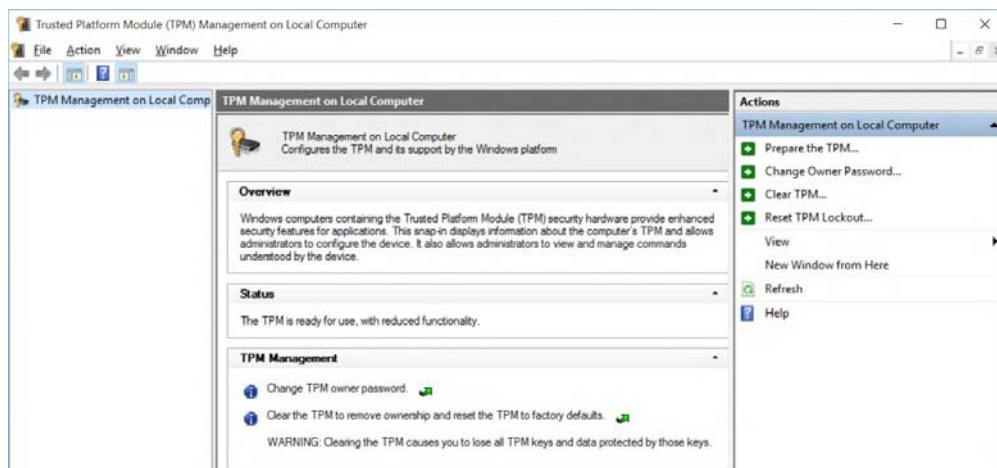 Trusted Platform Module (TPM) Management on Local Computer
File Action View Window Help
TPM Management on Local Comp
TPM Management on Local Computer
TPM Management on Local Computer
Configures the TPM and its support by the Windows platform
Overview
Windows computers containing the Trusted Platform Module (TPM) security hardware provide enhanced
security features for applications. This snap-in displays information about the computer's TPM and allows
administrators to configure the device. It also allows administrators to view and manage commands
understood by the device.
Status
The TPM is ready for use, with reduced functionality.
TPM Management
Change TPM owner password.
Clear the TPM to remove ownership and reset the TPM to factory defaults.
WARNING: Clearing the TPM causes you to lose all TPM keys and data protected by those keys.
Actions
TPM Management on Local Computer
Prepare the TPM...
Change Owner Password...
Clear TPM...
Reset TPM Lockout...
View
New Window from Here
Refresh
Help